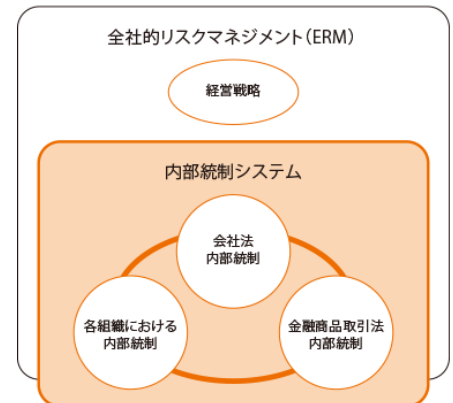 全社的リスクマネジメント(ERM)
経営戦略
内部統制システム
会社法
内部統制
各組織における
内部統制
金融商品取引法
内部統制